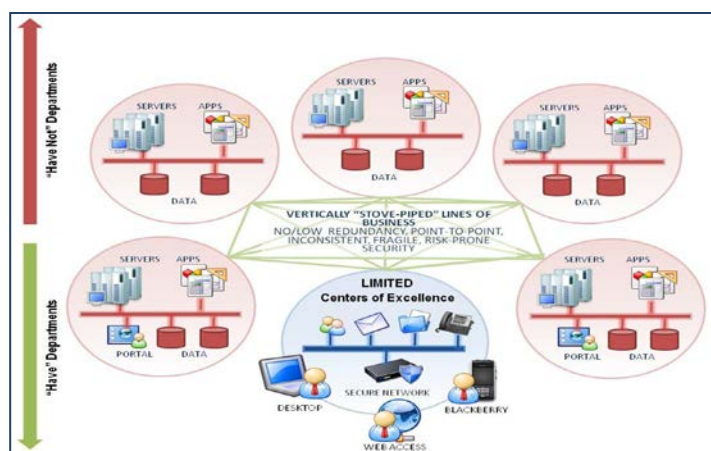 "Have Not" Departments
SERVERS APPS
DATA
SERVERS APPS
DATA
SERVERS APPS
DATA
VERTICALLY "STOVE-PIPED" LINES OF
BUSINESS
NO/LOW REDUNDANCY, POINT-TO-POINT,
INCONSISTENT, FRAGILE, RISK-PRONE
SECURITY
"Have" Departments
SERVERS APPS
PORTAL DATA
LIMITED
Centers of Excellence
SECURE NETWORK
DESKTOP
BLACKBERRY
WEB ACCESS
SERVERS APPS
PORTAL DATA